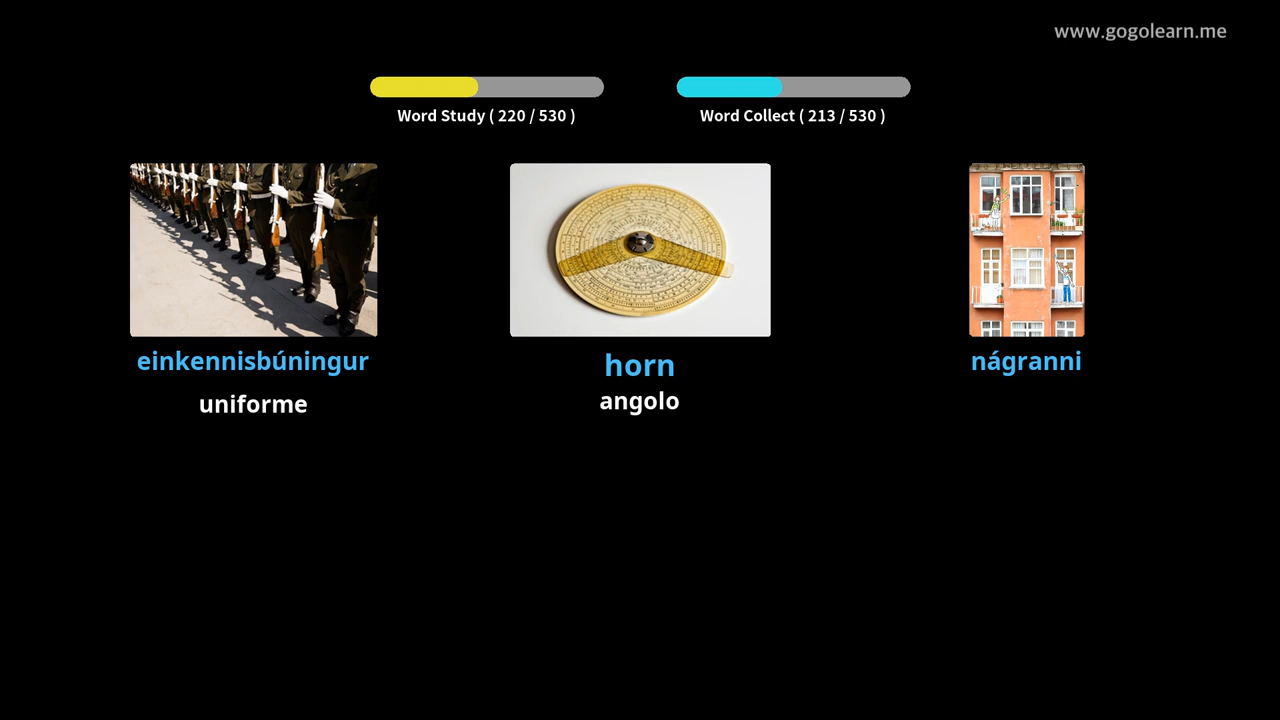 www.gogolearn.me
Word Study ( 220 / 530 )
Word Collect ( 213 / 530 )
einkennisbúningur
uniforme
horn
angolo
nágranni